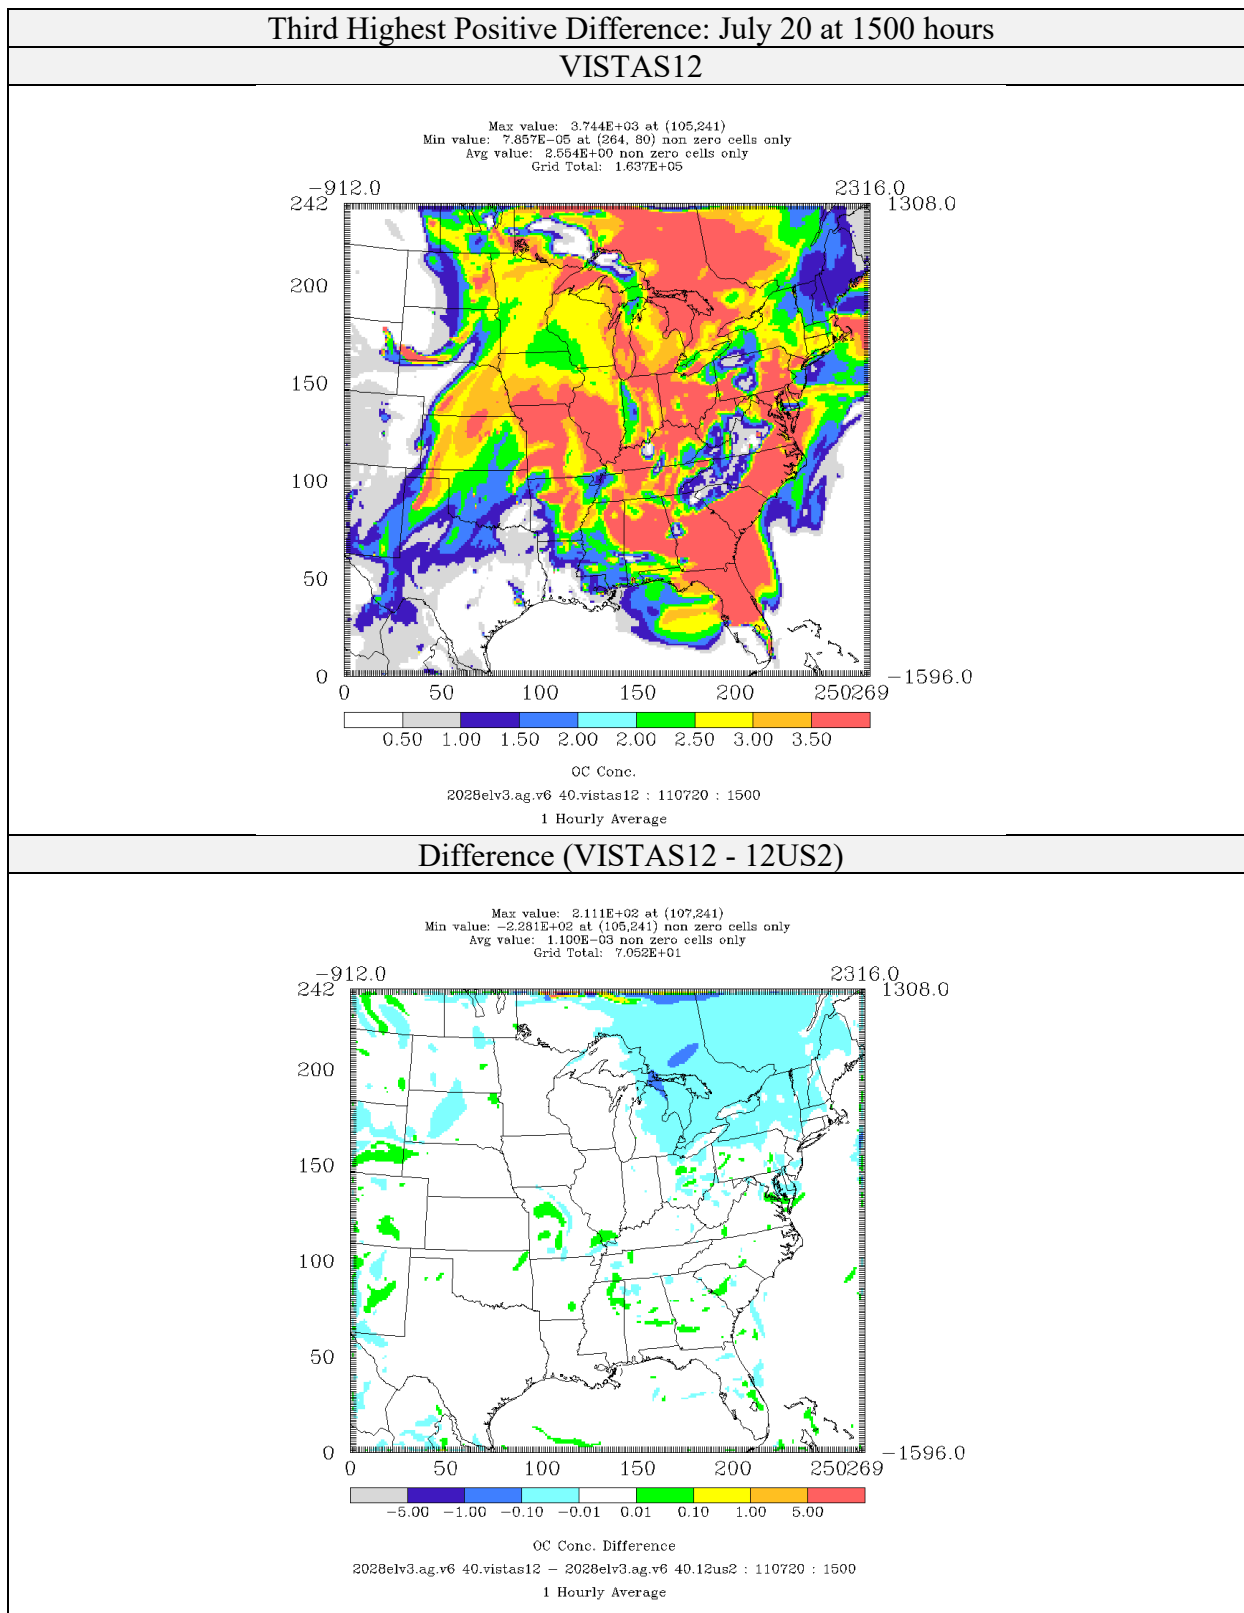 Third Highest Positive Difference: July 20 at 1500 hours
VISTAS12
Max value: 3.744E+03 at (105,241)
Min value: 7.857E-05 at (264, 80) non zero cells only
Avg value: 2.554E+00 non zero cells only
Grid Total: 1.637E+05
-912.0 2316.0
242 1308.0
200
150
100
50
0 -1596.0
0 50 100 150 200 250269
0.50 1.00 1.50 2.00 2.00 2.50 3.00 3.50
OC Conc.
2028elv3.ag.v6 40.vistas12 : 110720 : 1500
1 Hourly Average
Difference (VISTAS12 - 12US2)
Max value: 2.111E+02 at (107,241)
Min value: -2.281E+02 at (105,241) non zero cells only
Avg value: 1.100E-03 non zero cells only
Grid Total: 7.052E+01
-912.0 2316.0
242 1308.0
200
150
100
50
0 -1596.0
0 50 100 150 200 250269
-5.00 -1.00 -0.10 -0.01 0.01 0.10 1.00 5.00
OC Conc. Difference
2028elv3.ag.v6 40.vistas12 - 2028elv3.ag.v6 40.12us2 : 110720 : 1500
1 Hourly Average